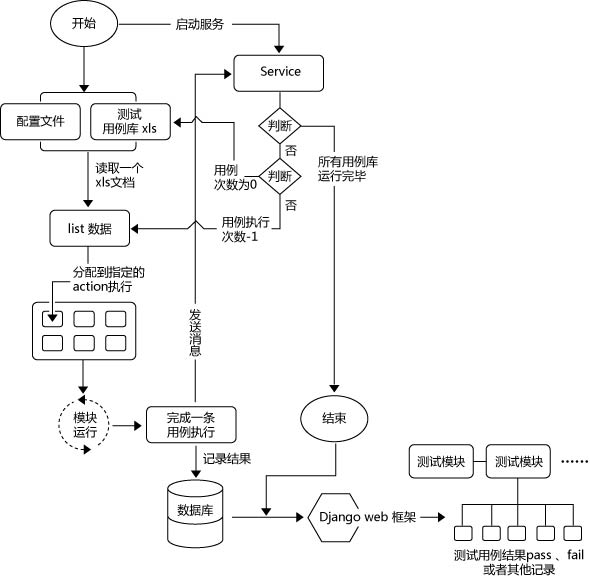 开始
启动服务
Service
配置文件
测试
用例库 xls
判断
否
所有用例库
运行完毕
读取一个
xls文档
用例
次数为0
判断
否
list 数据
用例执行
次数-1
分配到指定的
action执行
发送消息
模块
运行
完成一条
用例执行
结束
记录结果
测试模块
测试模块
······
数据库
Django web 框架
测试用例结果pass 、fail
或者其他记录